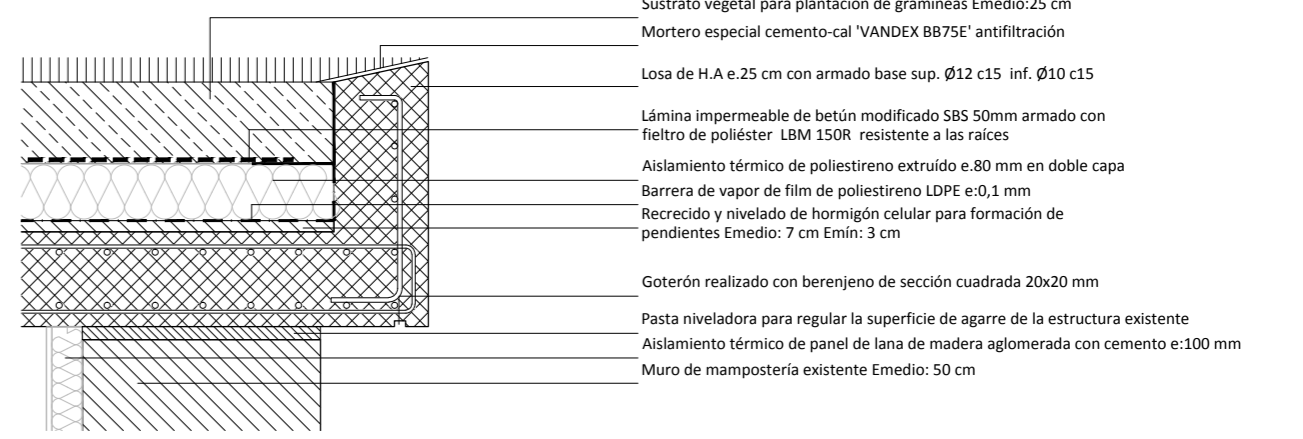 Sustrato vegetal para plantación de gramíneas Emedio:25 cm
Mortero especial cemento-cal 'VANDEX BB75E' antifiltración
Losa de H.A e.25 cm con armado base sup. Ø12 c15 inf. Ø10 c15
Lámina impermeable de betún modificado SBS 50mm armado con
fieltro de poliéster LBM 150R resistente a las raíces
Aislamiento térmico de poliestireno extruído e.80 mm en doble capa
Barrera de vapor de film de poliestireno LDPE e:0,1 mm
Recrecido y nivelado de hormigón celular para formación de
pendientes Emedio: 7 cm Emín: 3 cm
Goterón realizado con berenjeno de sección cuadrada 20x20 mm
Pasta niveladora para regular la superficie de agarre de la estructura existente
Aislamiento térmico de panel de lana de madera aglomerada con cemento e:100 mm
Muro de mampostería existente Emedio: 50 cm